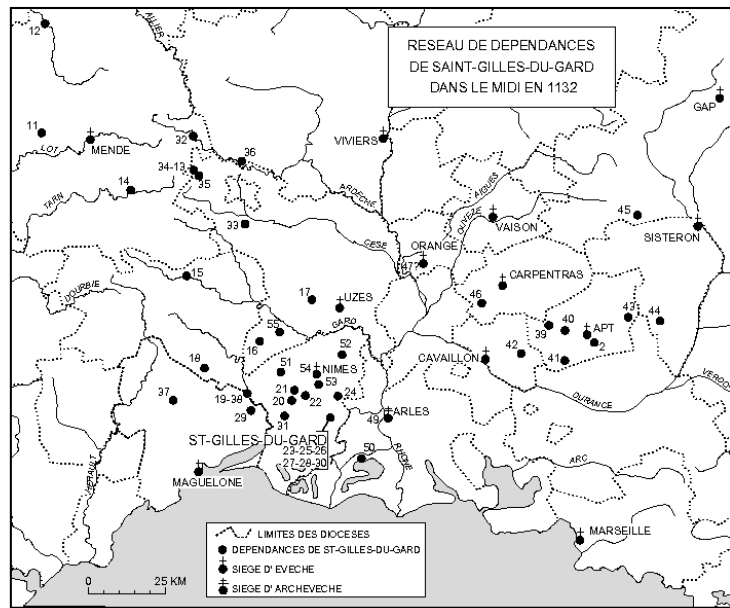 RESEAU DE DEPENDANCES
DE SAINT-GILLES-DU-GARD
DANS LE MIDI EN 1132
12
ALLIER
GAP
11
LOT
MENDE
32
36
VIVIERS
34-13
35
14
TARN
ARDECHE
AIGUES
OUVEZE
VAISON
45
SISTERON
33
CESE
ORANGE
47?
15
DOURBIE
17
UZES
CARPENTRAS
46
GARD
55
16
39
40
APT
2
43
44
52
51
54
NIMES
53
CAVAILLON
42
41
18
21
20
22
24
DURANCE
VERDON
37
19-38
29
31
49
ARLES
ST-GILLES-DU-GARD
23-25-26
27-28-30
50
RHONE
ARC
HERAULT
MAGUELONE
MARSEILLE
LIMITES DES DIOCESES
DEPENDANCES DE ST-GILLES-DU-GARD
SIEGE D' EVECHE
SIEGE D' ARCHEVECHE
0 25 KM